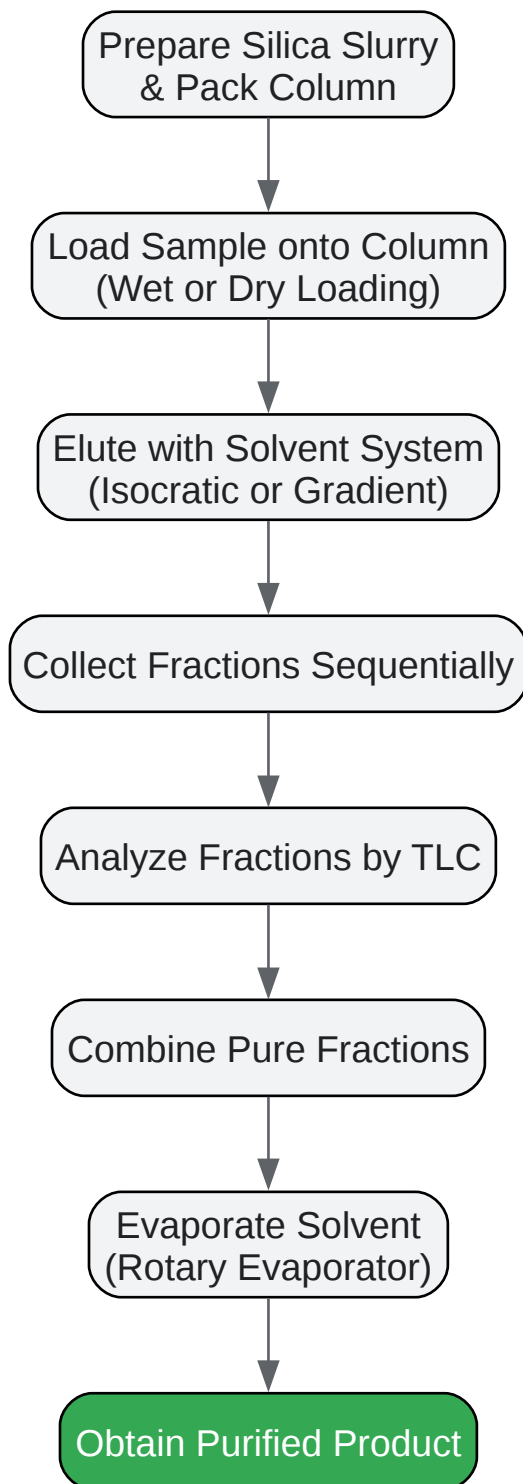 Prepare Silica Slurry
& Pack Column
Load Sample onto Column
(Wet or Dry Loading)
Elute with Solvent System
(Isocratic or Gradient)
Collect Fractions Sequentially
Analyze Fractions by TLC
Combine Pure Fractions
Evaporate Solvent
(Rotary Evaporator)
Obtain Purified Product